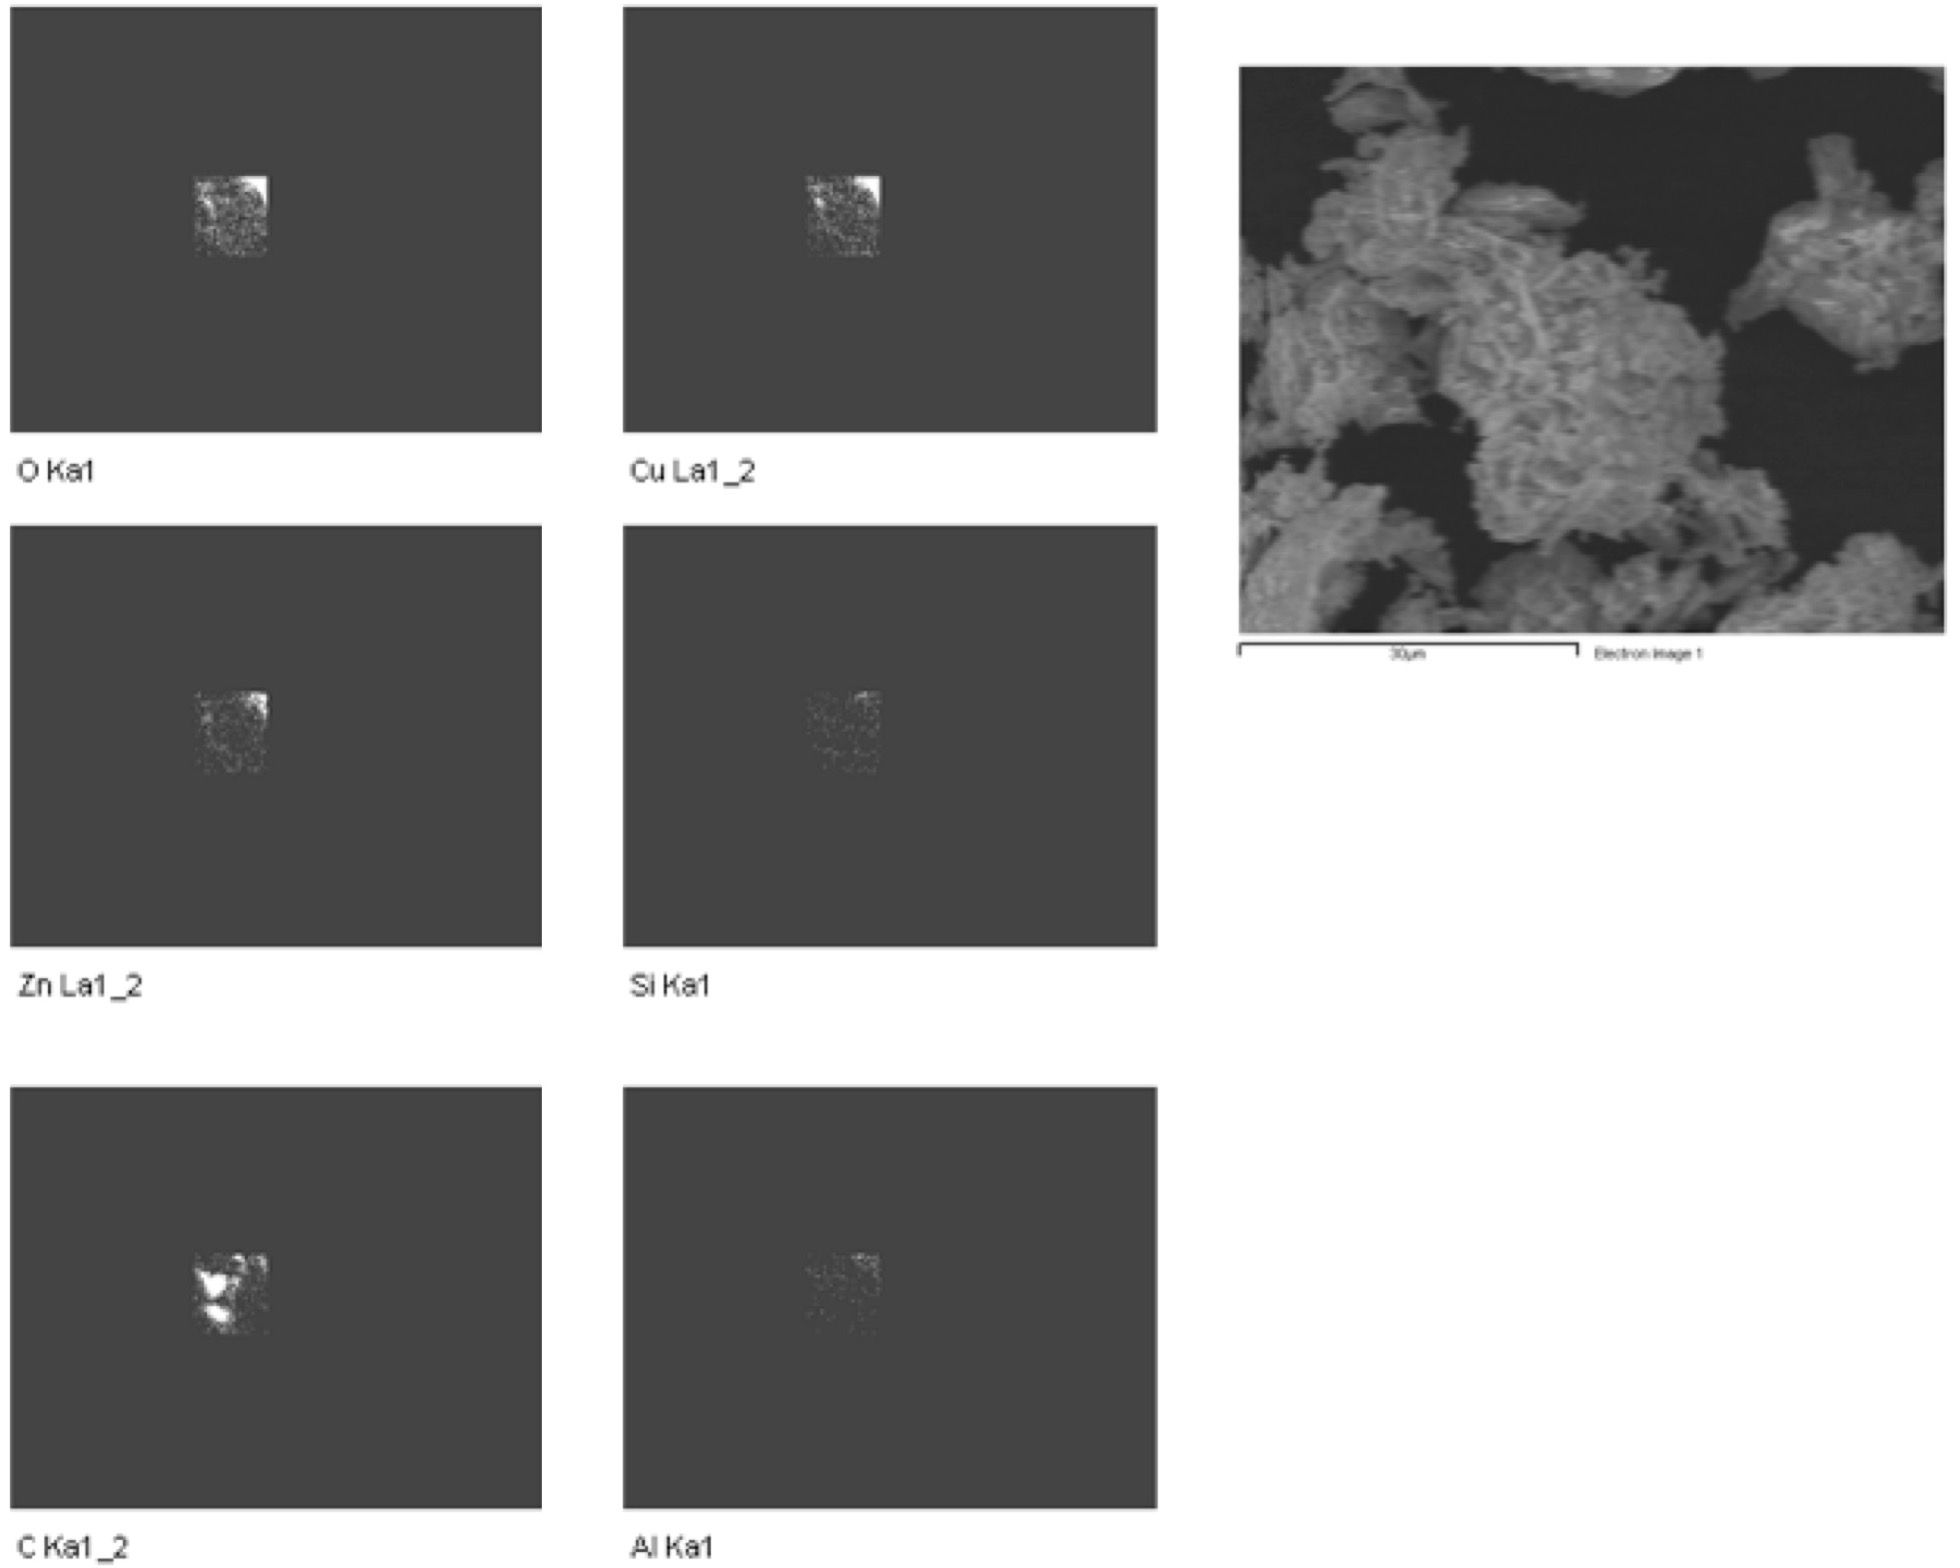 O Ka1
Cu La1_2
30µm
Electron Image 1
Zn La1_2
Si Ka1
C Ka1_2
Al Ka1